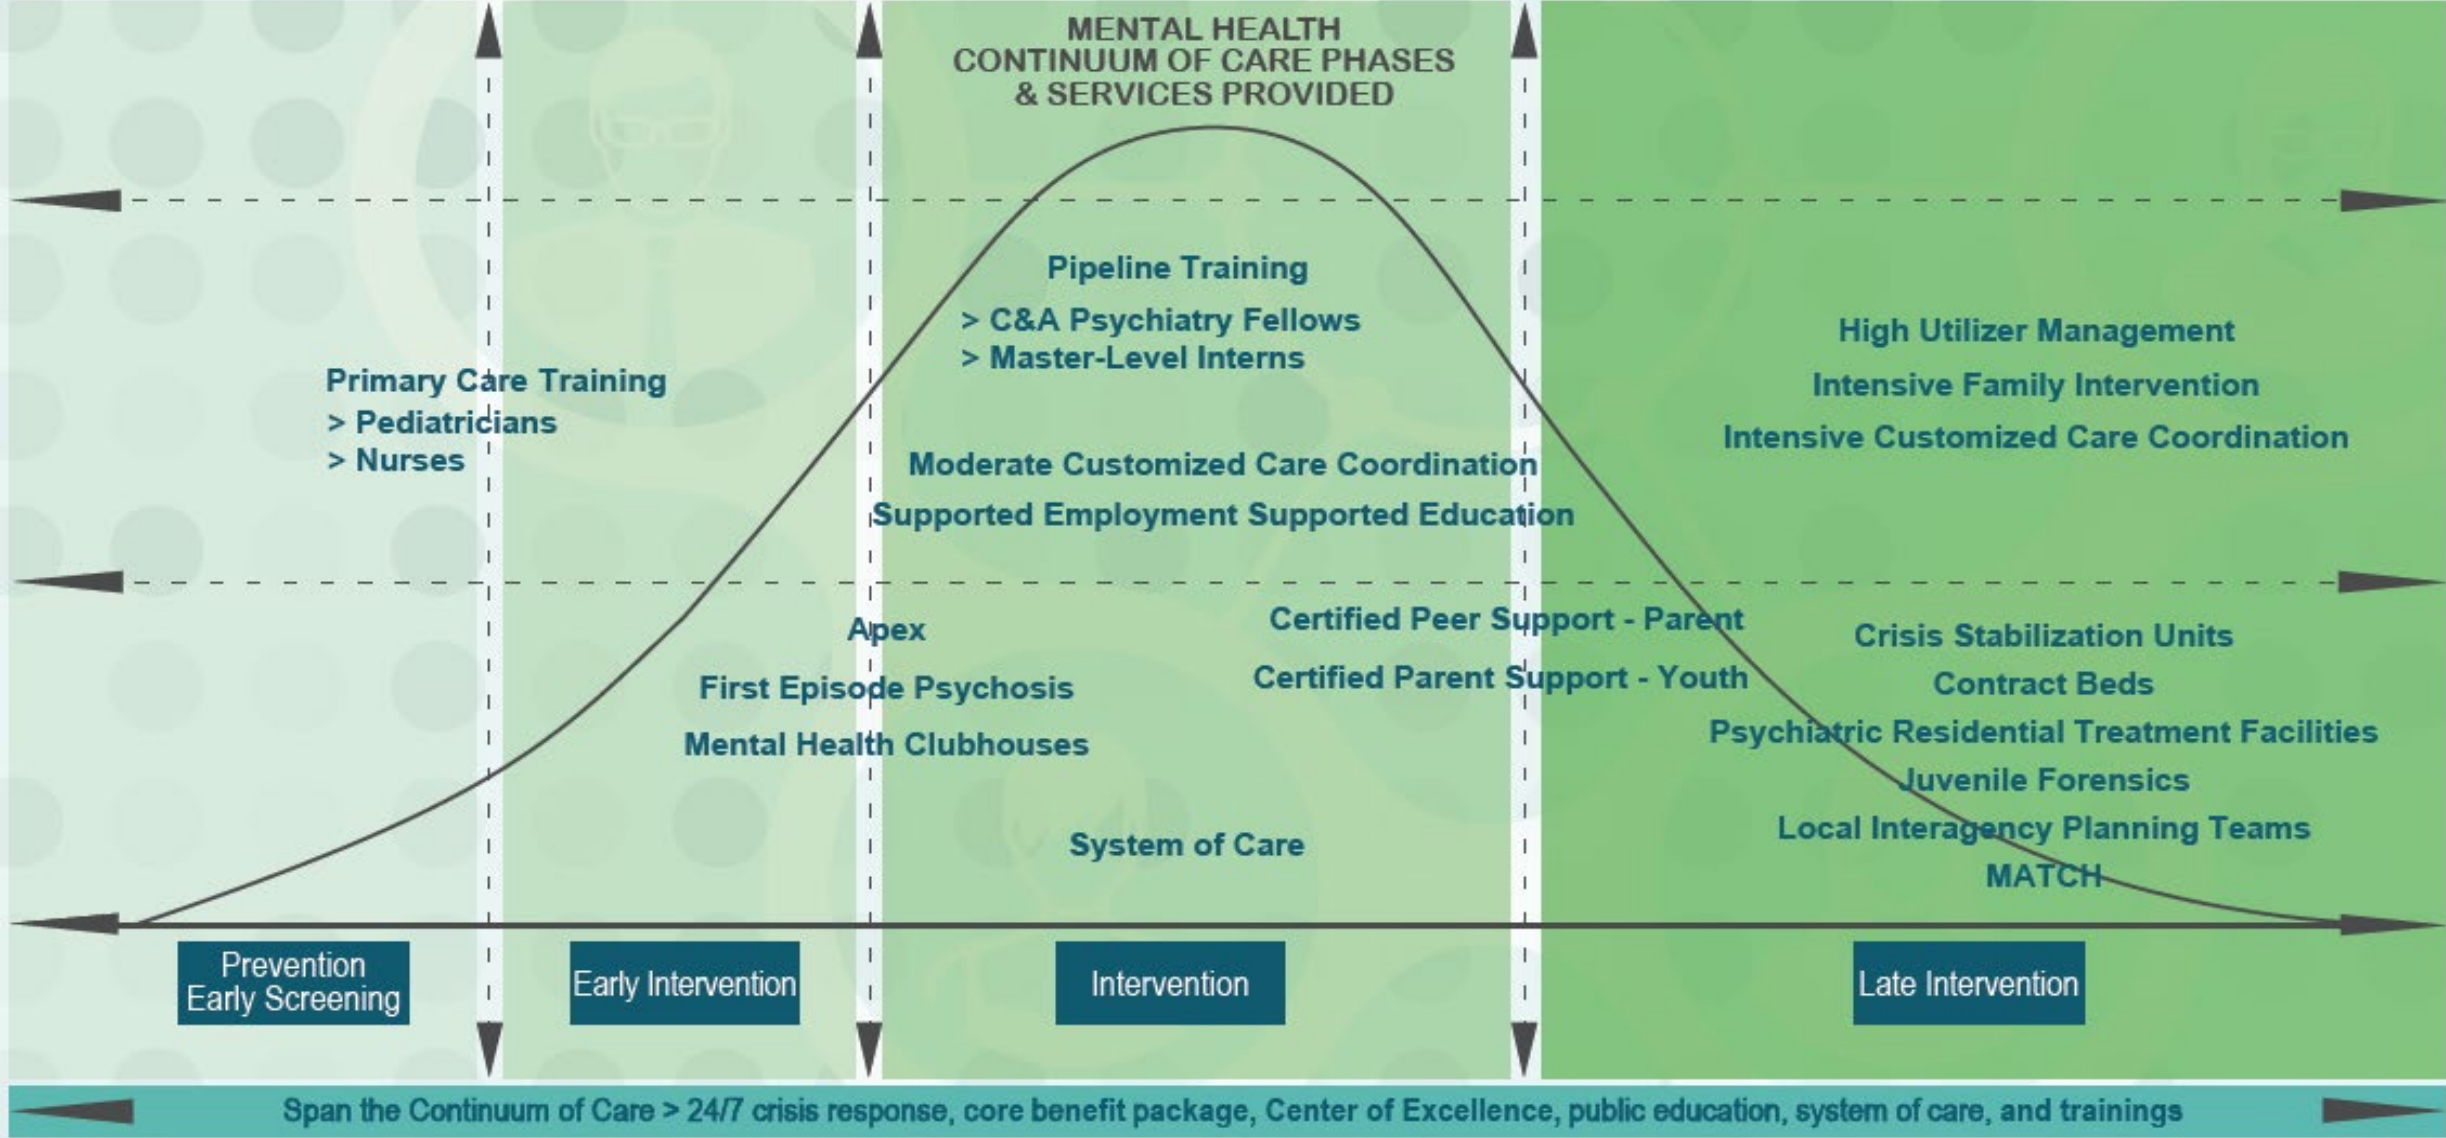 MENTAL HEALTH
CONTINUUM OF CARE PHASES
& SERVICES PROVIDED
Primary Care Training
> Pediatricians
> Nurses
Pipeline Training
> C&A Psychiatry Fellows
> Master-Level Interns
Moderate Customized Care Coordination
Supported Employment Supported Education
High Utilizer Management
Intensive Family Intervention
Intensive Customized Care Coordination
Apex
First Episode Psychosis
Mental Health Clubhouses
System of Care
Certified Peer Support - Parent
Certified Parent Support - Youth
Crisis Stabilization Units
Contract Beds
Psychiatric Residential Treatment Facilities
Juvenile Forensics
Local Interagency Planning Teams
MATCH
Prevention
Early Screening
Early Intervention
Intervention
Late Intervention
Span the Continuum of Care > 24/7 crisis response, core benefit package, Center of Excellence, public education, system of care, and trainings